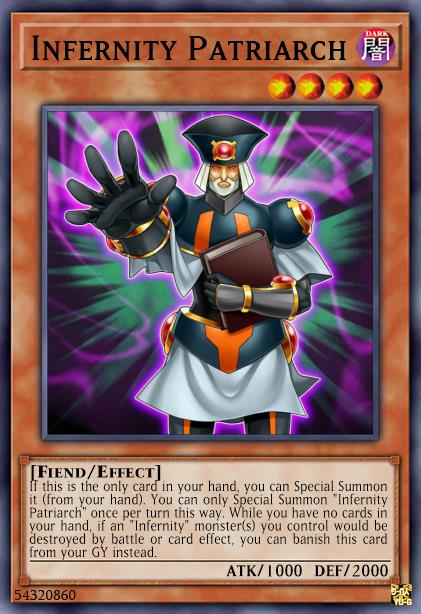 INFERNITY PATRIARCH
DARK
闇
[FIEND/EFFECT]
If this is the only card in your hand, you can Special Summon
it (from your hand). You can only Special Summon "Infernity
Patriarch" once per turn this way. While you have no cards in
your hand, if an "Infernity" monster(s) you control would be
destroyed by battle or card effect, you can banish this card
from your GY instead.
ATK/1000 DEF/2000
54320860